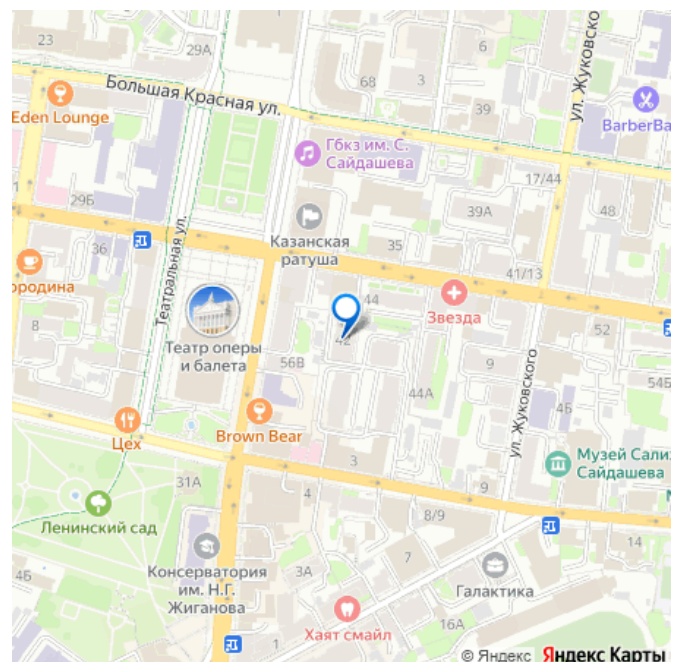 23
29А
6
Большая Красная ул.
68
3
ул. Жуковско
Eden Lounge
39
BarberBa
Гбкз им. С.
Сайдашева
17/44
1
29Б
39А
48
Казанская
ратуша
36
Театральная ул.
35
41/13
ородина
44
Звезда
52
8
Театр оперы
и балета
42
56В
9
ул. Жуковского
54Б
44А
4Б
Brown Bear
Цех
3
Музей Сали
Сайдашева
31А
9
4
Ленинский сад
8/9
14
Консерватория
им. Н.Г.
Жиганова
4Б
3А
7
Галактика
Хаят смайл
16А
1
© Яндекс Яндекс Карты